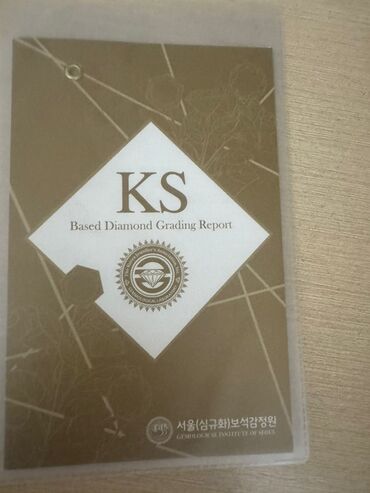 KS
Based Diamond Grading Report
서울(심규화)보석감정원
GEMOLOGICAL INSTITUTE OF SEOUL